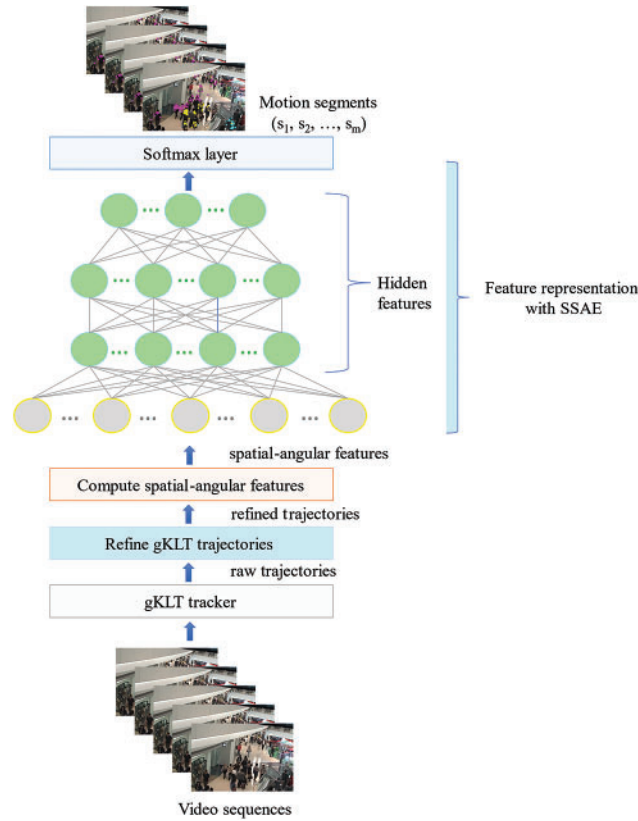 Motion segments
(s1, s2, …, sm)
Softmax layer
Hidden
features
Feature representation
with SSAE
spatial-angular features
Compute spatial-angular features
refined trajectories
Refine gKLT trajectories
raw trajectories
gKLT tracker
Video sequences